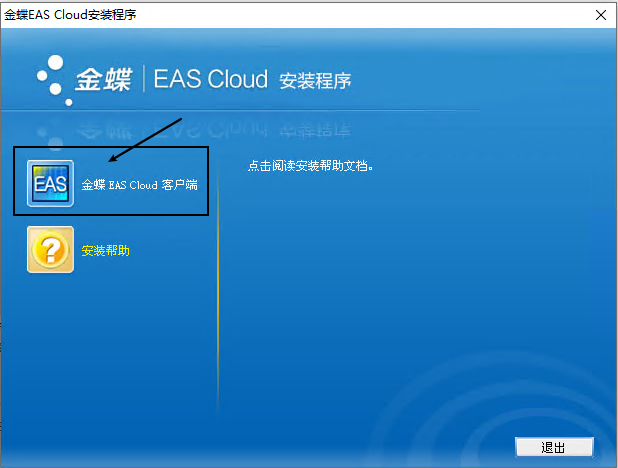 金蝶EAS Cloud安装程序
金蝶 EAS Cloud 安装程序
点击阅读安装帮助文档。
EAS 金蝶 EAS Cloud 客户端
安装帮助
退出